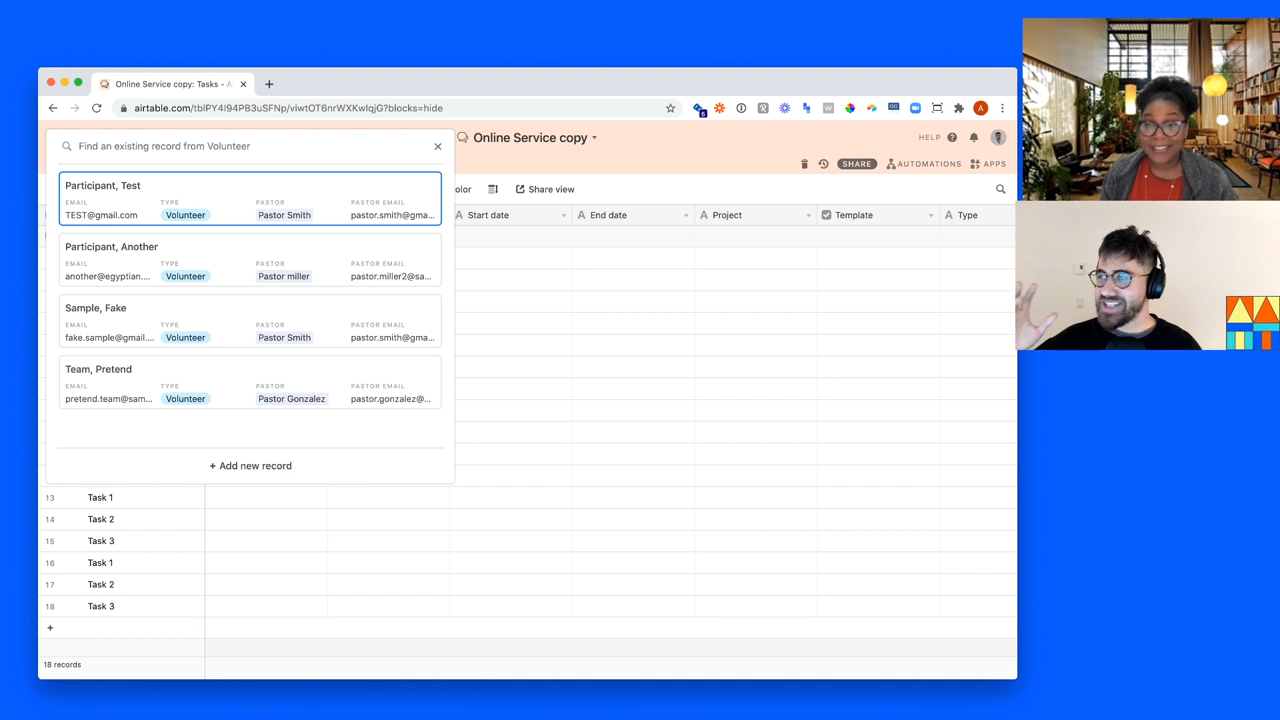 Online Service copy: Tasks - A
airtable.com/tblPY4I94PB3uSFNp/viwtOT6nrWXKwlqjG?blocks=hide
5
OG
W
A
Find an existing record from Volunteer
Online Service copy
HELP
SHARE
AUTOMATIONS
APPS
olor
Share view
Participant, Test
EMAIL TYPE PASTOR PASTOR EMAIL
TEST@gmail.com Volunteer Pastor Smith pastor.smith@gma...
Start date End date Project Template Type
Participant, Another
EMAIL TYPE PASTOR PASTOR EMAIL
another@egyptian.... Volunteer Pastor miller pastor.miller2@sa...
Sample, Fake
EMAIL TYPE PASTOR PASTOR EMAIL
fake.sample@gmail.... Volunteer Pastor Smith pastor.smith@gma...
Team, Pretend
EMAIL TYPE PASTOR PASTOR EMAIL
pretend.team@sam... Volunteer Pastor Gonzalez pastor.gonzalez@...
+ Add new record
13 Task 1
14 Task 2
15 Task 3
16 Task 1
17 Task 2
18 Task 3
+
18 records